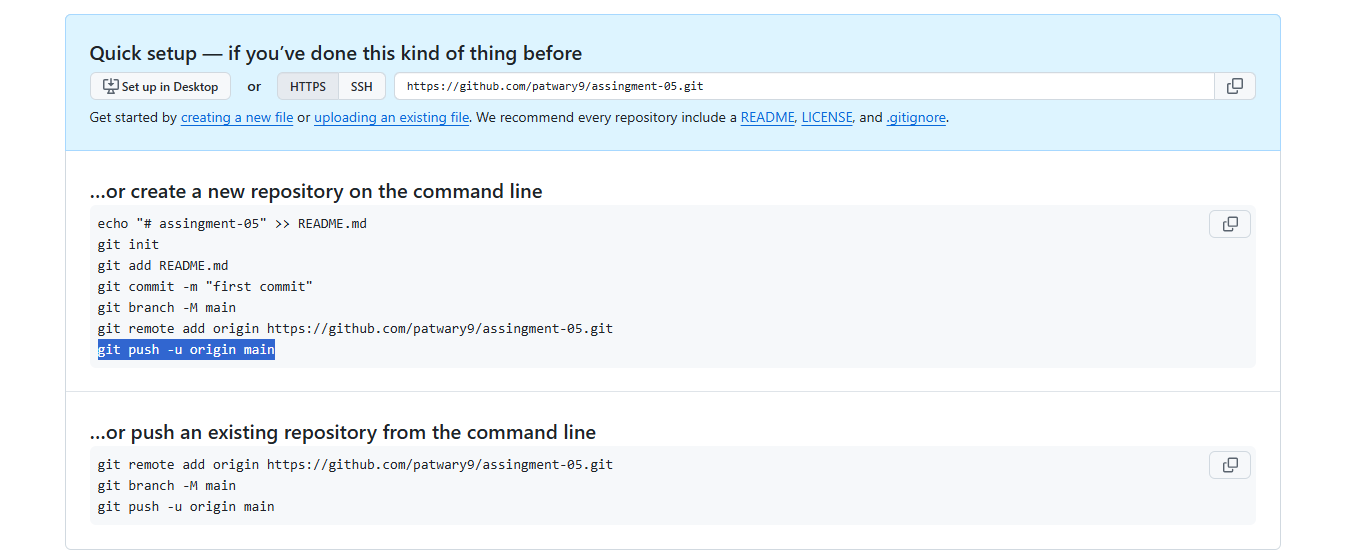 Quick setup — if you’ve done this kind of thing before
Set up in Desktop or HTTPS SSH https://github.com/patwary9/assingment-05.git
Get started by creating a new file or uploading an existing file. We recommend every repository include a README, LICENSE, and .gitignore.
…or create a new repository on the command line
echo "# assingment-05" >> README.md
git init
git add README.md
git commit -m "first commit"
git branch -M main
git remote add origin https://github.com/patwary9/assingment-05.git
git push -u origin main
…or push an existing repository from the command line
git remote add origin https://github.com/patwary9/assingment-05.git
git branch -M main
git push -u origin main